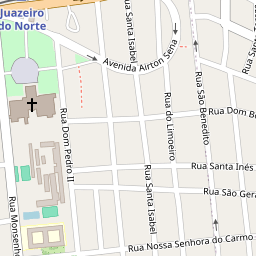 Juazeiro
do Norte
Rua Santa
Isabel
Avenida Airton Sena
Rua São Benedito
Rua do Limoeiro
Rua Dom B
Rua Dom Pedro II
Rua Santa Inês
Rua São Gera
Rua Santa Isabel
Rua Monsenh
Rua Nossa Senhora do Carmo